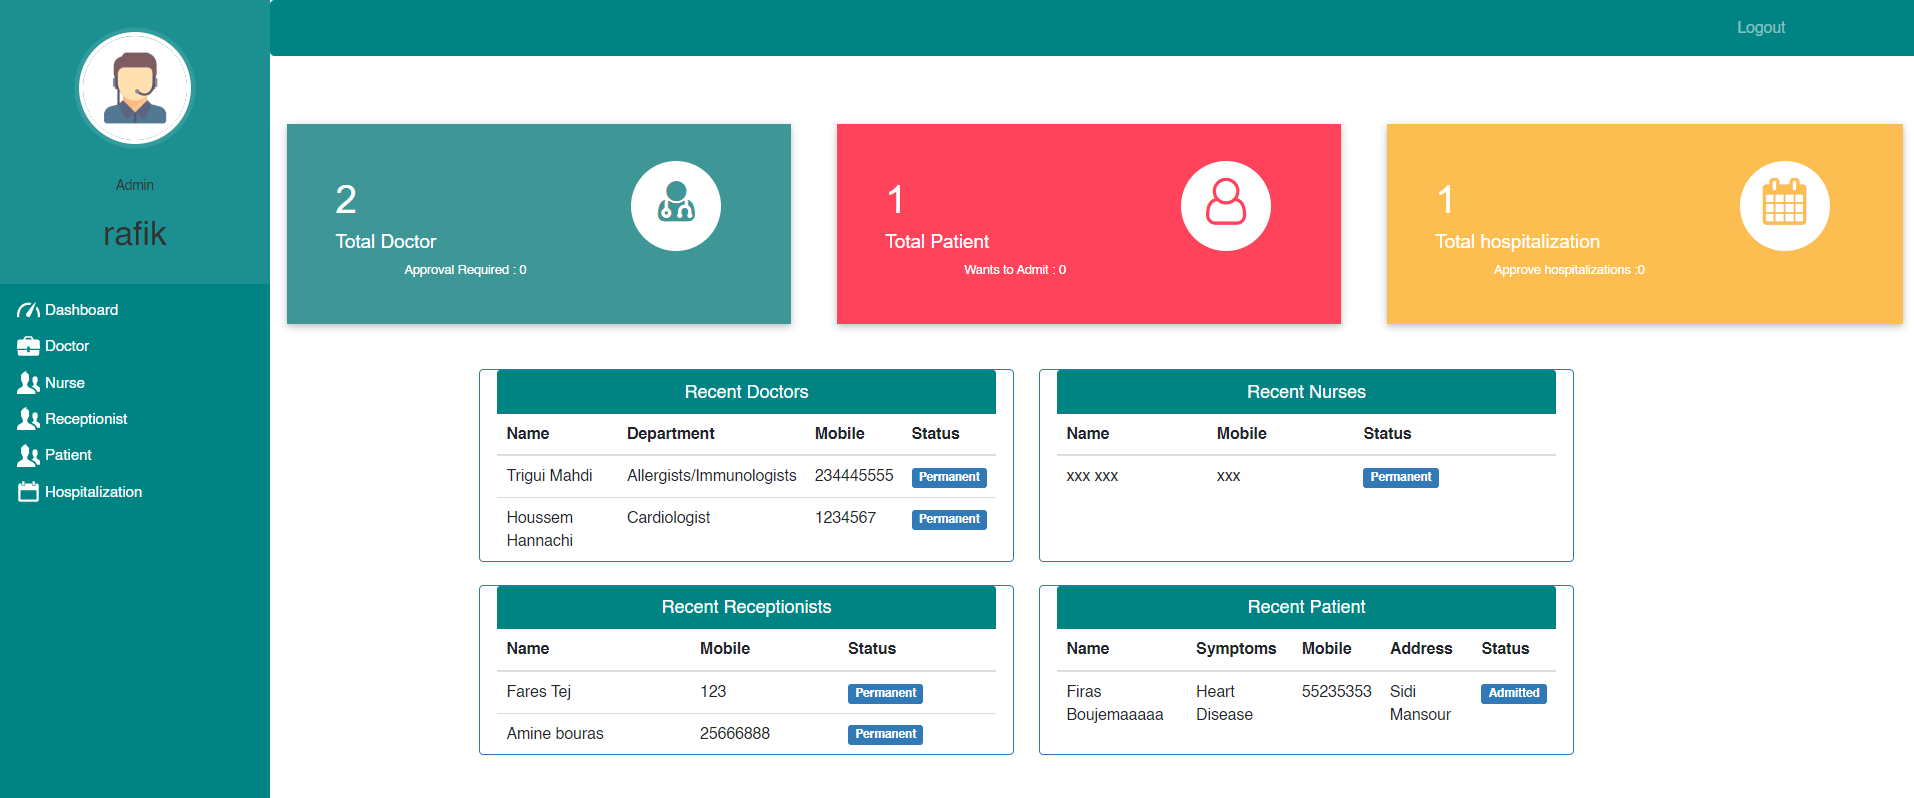 Logout
Admin
rafik
Dashboard
Doctor
Nurse
Receptionist
Patient
Hospitalization
2
Total Doctor
Approval Required : 0
1
Total Patient
Wants to Admit : 0
1
Total hospitalization
Approve hospitalizations :0
Recent Doctors
Name Department Mobile Status
Trigui Mahdi Allergists/Immunologists 234445555 Permanent
Houssem Cardiologist 1234567 Permanent
Hannachi
Recent Nurses
Name Mobile Status
xxx xxx xxx Permanent
Recent Receptionists
Name Mobile Status
Fares Tej 123 Permanent
Amine bouras 25666888 Permanent
Recent Patient
Name Symptoms Mobile Address Status
Firas Heart 55235353 Sidi Admitted
Boujemaaaaa Disease Mansour